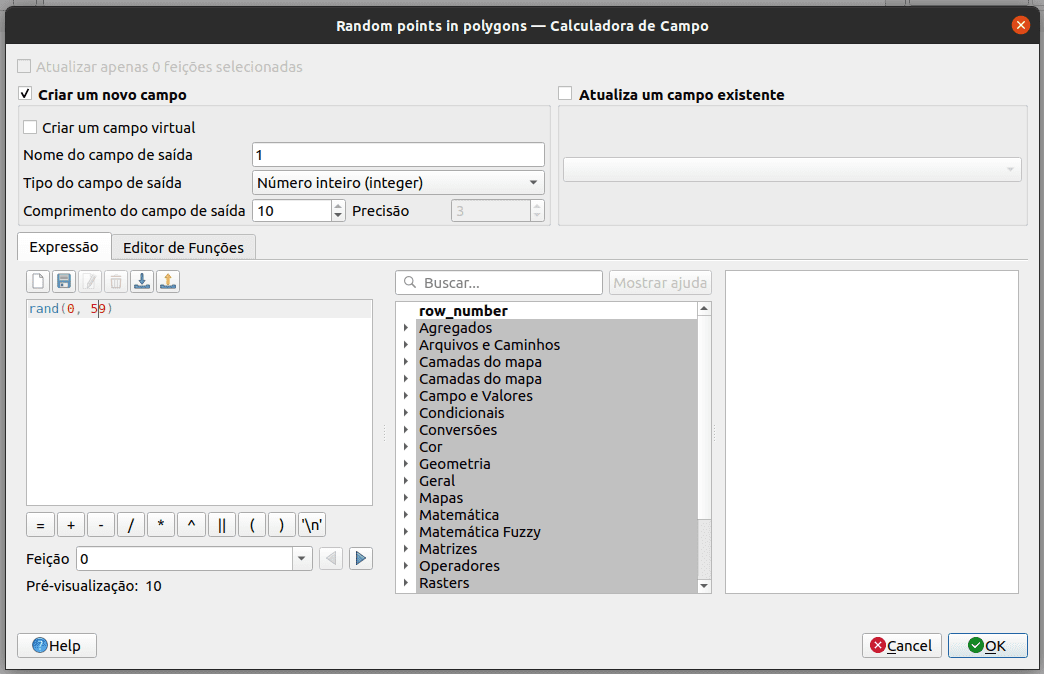 Random points in polygons — Calculadora de Campo
Atualizar apenas 0 feições selecionadas
Criar um novo campo
Atualiza um campo existente
Criar um campo virtual
Nome do campo de saída 1
Tipo do campo de saída Número inteiro (integer)
Comprimento do campo de saída 10 Precisão 3
Expressão Editor de Funções
Buscar... Mostrar ajuda
rand(0, 59)
row_number
Agregados
Arquivos e Caminhos
Camadas do mapa
Camadas do mapa
Campo e Valores
Condicionais
Conversões
Cor
Geometria
Geral
Mapas
Matemática
Matemática Fuzzy
Matrizes
Operadores
Rasters
= + - / * ^ || ( ) '\n'
Feição 0
Pré-visualização: 10
Help Cancel OK